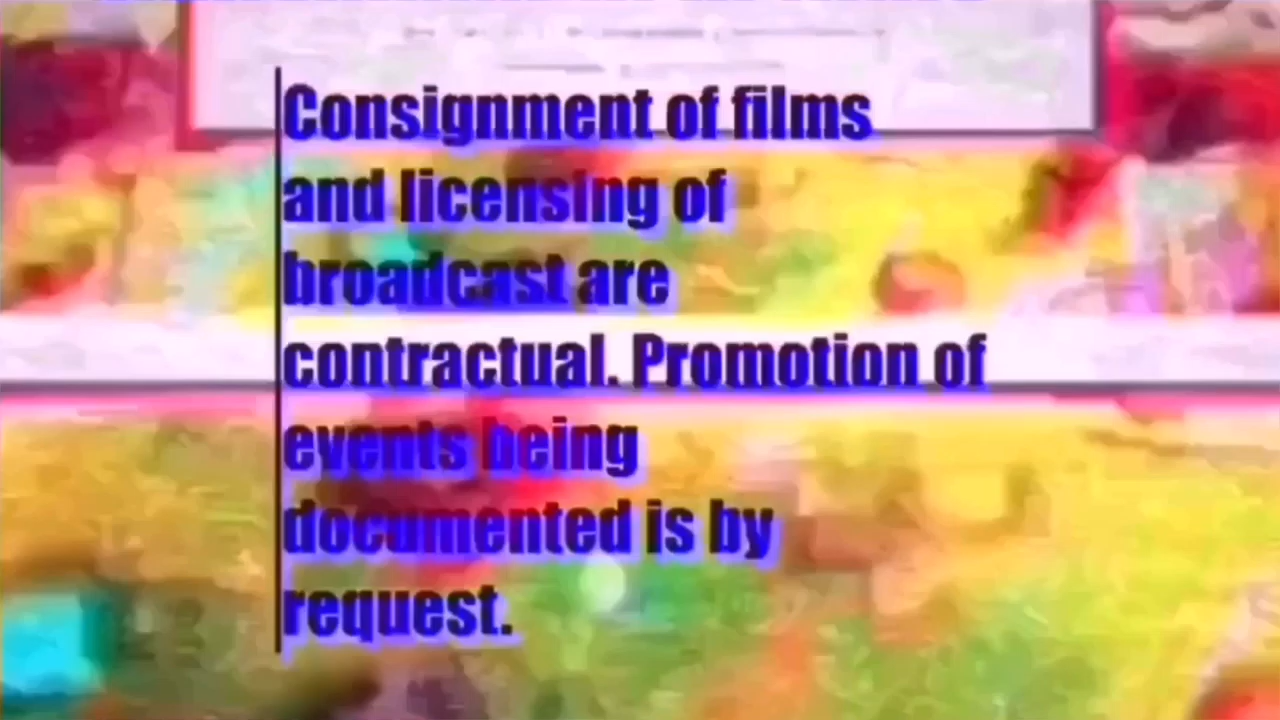 Consignment of films
and licensing of
broadcast are
contractual. Promotion of
events being
documented is by
request.